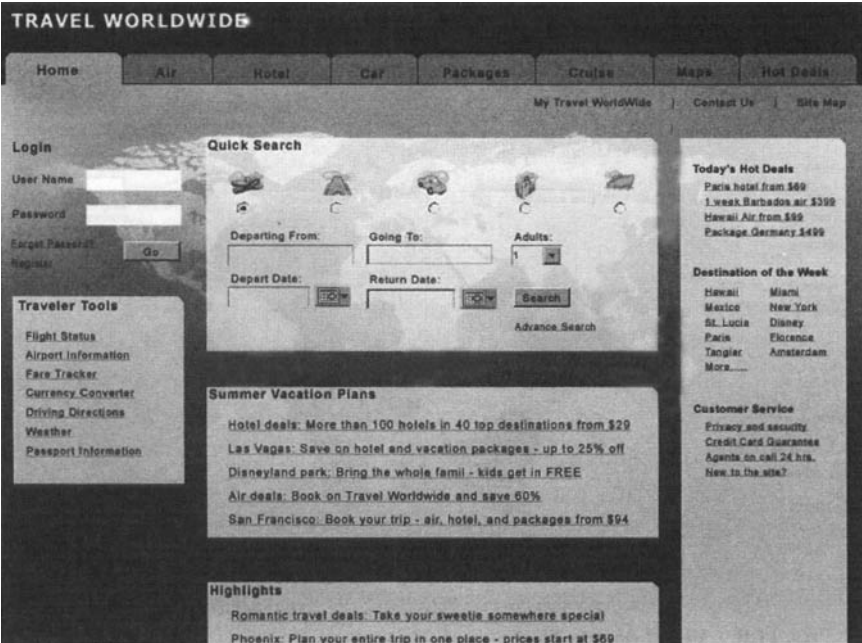 TRAVEL WORLDWIDE
Home Air Hotel Car Packages Cruise Maps Hot Deals
My Travel WorldWide | Contact Us | Site Map
Login
User Name
Password
Forget Password?
Go
Register
Traveler Tools
Flight Status
Airport Information
Fare Tracker
Currency Converter
Driving Directions
Weather
Passport Information
Quick Search
Departing From: Going To: Adults:
1
Depart Date: Return Date:
Search
Advance Search
Summer Vacation Plans
Hotel deals: More than 100 hotels in 40 top destinations from $29
Las Vagas: Save on hotel and vacation packages - up to 25% off
Disneyland park: Bring the whole famil - kids get in FREE
Air deals: Book on Travel Worldwide and save 60%
San Francisco: Book your trip - air, hotel, and packages from $94
Highlights
Romantic travel deals: Take your sweetie somewhere special
Phoenix: Plan your entire trip in one place - prices start at $69
Today's Hot Deals
Paris hotel from $69
1 week Barbados air $399
Hawaii Air from $99
Package Germany $499
Destination of the Week
Hawaii Miami
Mexico New York
St. Lucia Disney
Paris Florence
Tangier Amsterdam
More.....
Customer Service
Privacy and security
Credit Card Guarantee
Agents on call 24 hrs.
New to the site?